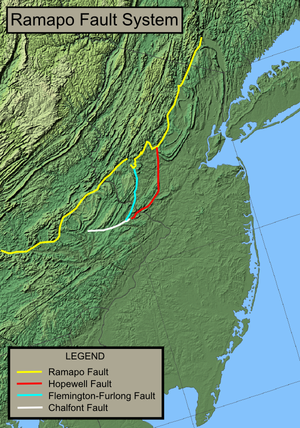 Ramapo Fault System
LEGEND
Ramapo Fault
Hopewell Fault
Flemington-Furlong Fault
Chalfont Fault